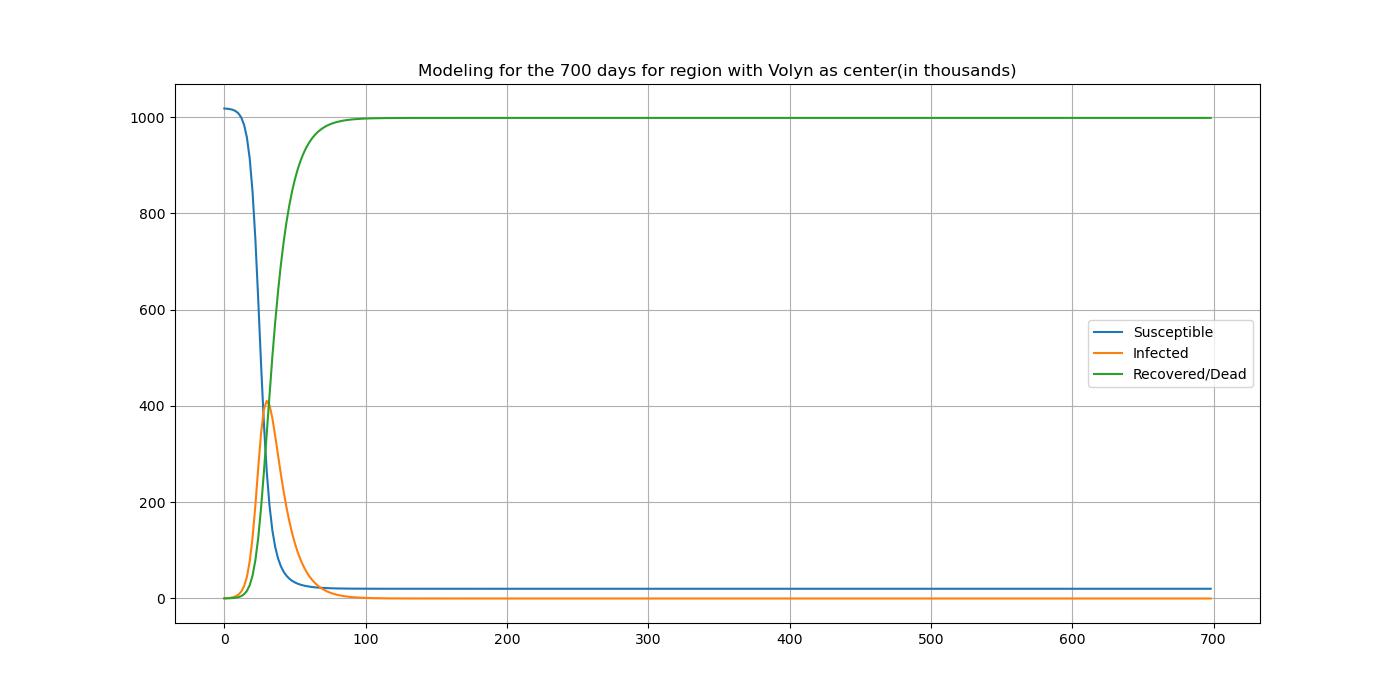 Modeling for the 700 days for region with Volyn as center(in thousands)
1000
800
600
400
200
0
Susceptible
Infected
Recovered/Dead
0 100 200 300 400 500 600 700